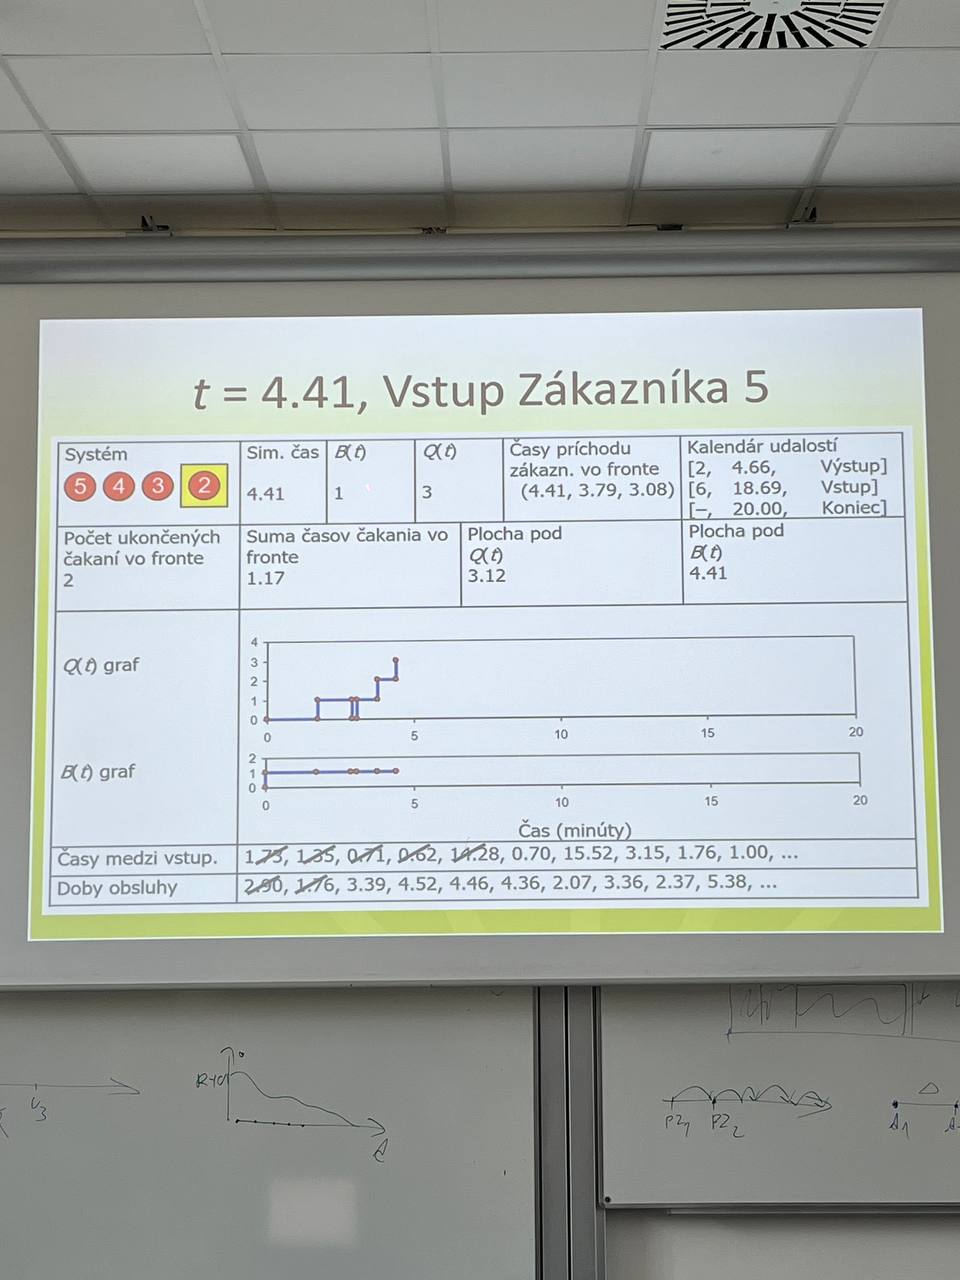 t = 4.41, Vstup Zákazníka 5
Systém
5 4 3 2
Sim. čas
4.41
B(t)
1
Q(t)
3
Časy príchodu
zákazn. vo fronte
(4.41, 3.79, 3.08)
Kalendár udalostí
[2, 4.66, Výstup]
[6, 18.69, Vstup]
[–, 20.00, Koniec]
Počet ukončených
čakaní vo fronte
2
Suma časov čakania vo
fronte
1.17
Plocha pod
Q(t)
3.12
Plocha pod
B(t)
4.41
Q(t) graf
4
3
2
1
0
0 5 10 15 20
B(t) graf
2
1
0
0 5 10 15 20
Čas (minúty)
Časy medzi vstup. 1.73, 1.35, 0.71, 0.62, 14.28, 0.70, 15.52, 3.15, 1.76, 1.00, ...
Doby obsluhy 2.90, 1.76, 3.39, 4.52, 4.46, 4.36, 2.07, 3.36, 2.37, 5.38, ...
PZ1 PZ2